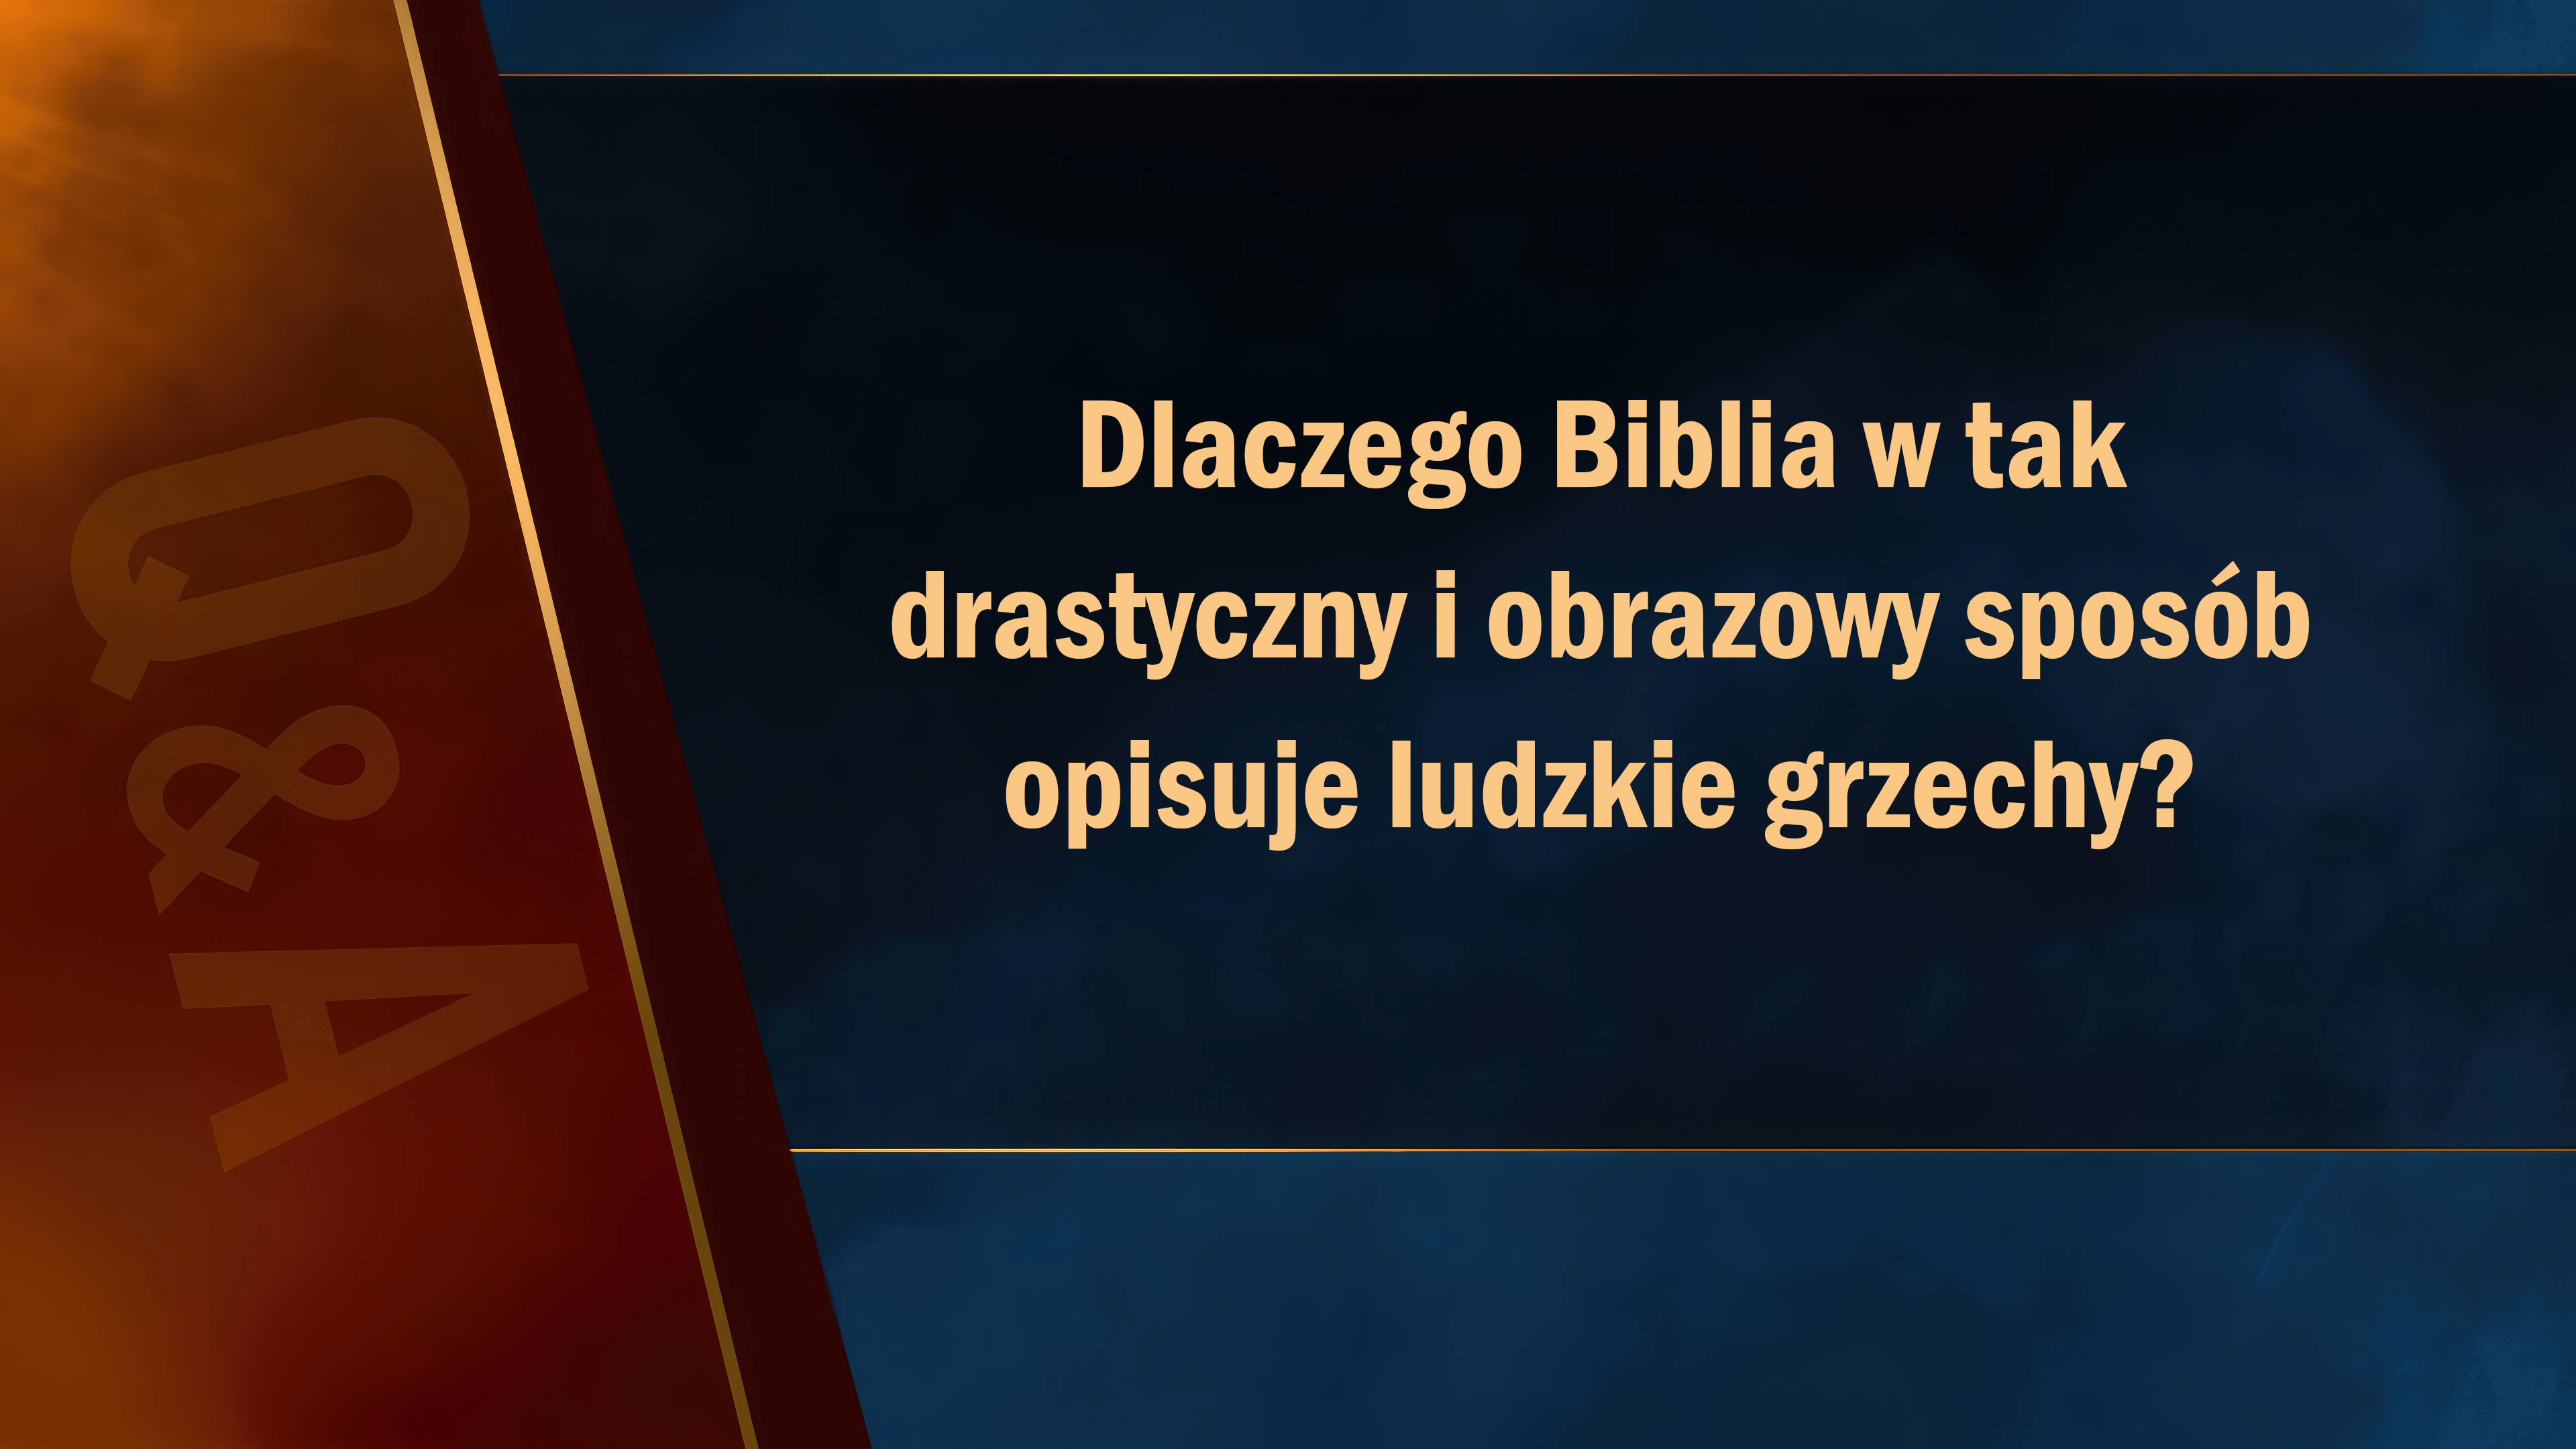 Q&A
Dlaczego Biblia w tak
drastyczny i obrazowy sposób
opisuje ludzkie grzechy?